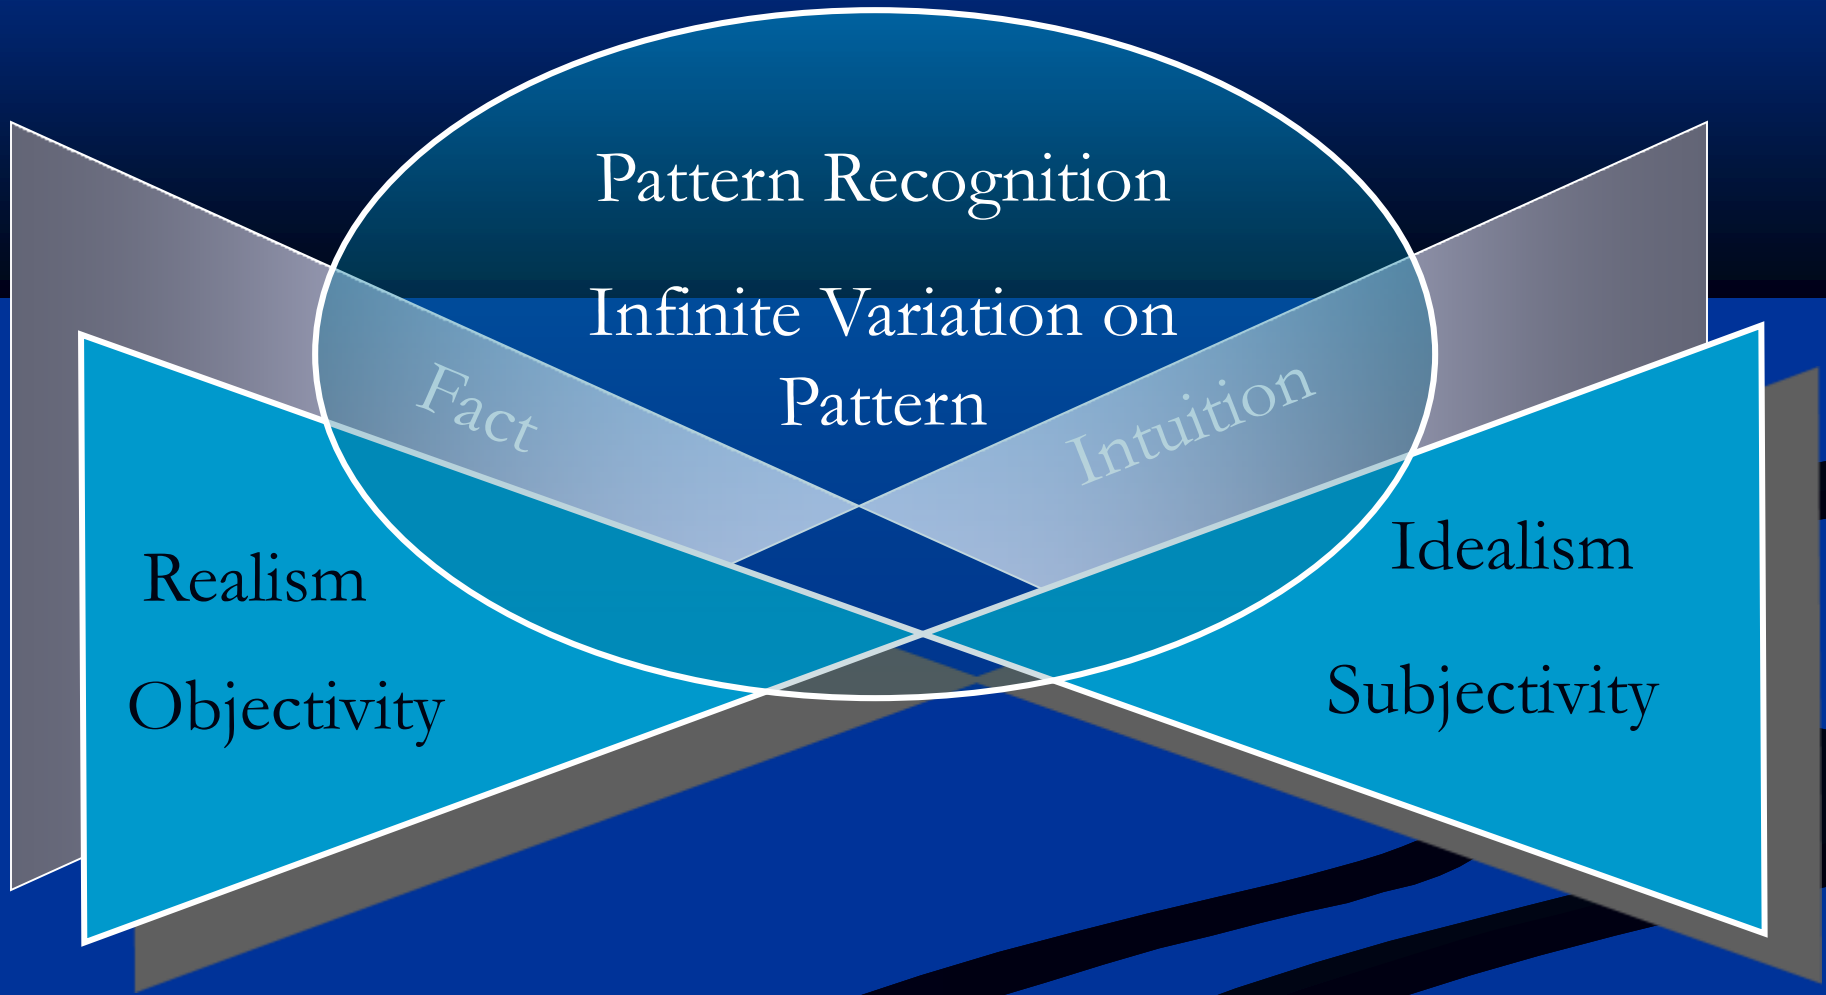 Pattern Recognition
Infinite Variation on
Pattern
Fact
Intuition
Realism
Objectivity
Idealism
Subjectivity